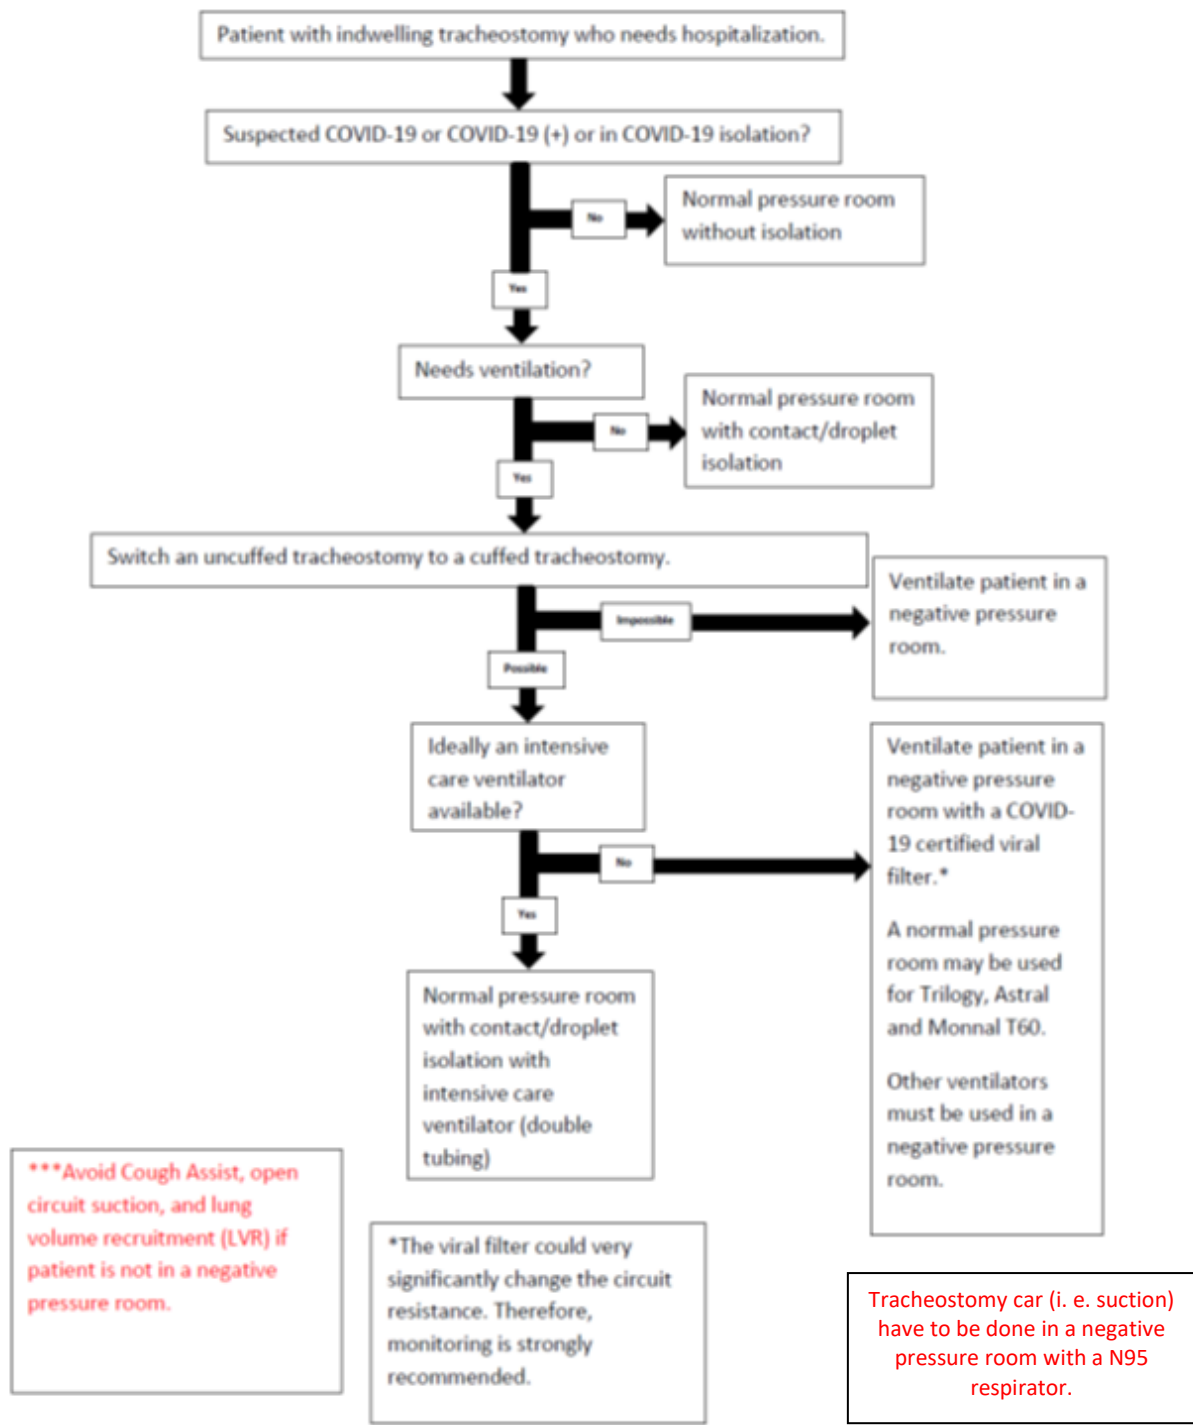 Patient with indwelling tracheostomy who needs hospitalization.
Suspected COVID-19 or COVID-19 (+) or in COVID-19 isolation?
No
Normal pressure room
without isolation
Yes
Needs ventilation?
No
Normal pressure room
with contact/droplet
isolation
Yes
Switch an uncuffed tracheostomy to a cuffed tracheostomy.
Impossible
Ventilate patient in a
negative pressure
room.
Possible
Ideally an intensive
care ventilator
available?
No
Ventilate patient in a
negative pressure
room with a COVID-
19 certified viral
filter.*
A normal pressure
room may be used
for Trilogy, Astral
and Monnal T60.
Other ventilators
must be used in a
negative pressure
room.
Yes
Normal pressure room
with contact/droplet
isolation with
intensive care
ventilator (double
tubing)
***Avoid Cough Assist, open
circuit suction, and lung
volume recruitment (LVR) if
patient is not in a negative
pressure room.
*The viral filter could very
significantly change the circuit
resistance. Therefore,
monitoring is strongly
recommended.
Tracheostomy car (i. e. suction)
have to be done in a negative
pressure room with a N95
respirator.